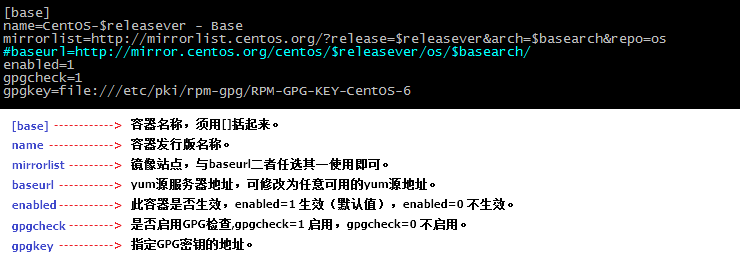 [base]
name=CentOS-$releasever - Base
mirrorlist=http://mirrorlist.centos.org/?release=$releasever&arch=$basearch&repo=os
#baseurl=http://mirror.centos.org/centos/$releasever/os/$basearch/
enabled=1
gpgcheck=1
gpgkey=file:///etc/pki/rpm-gpg/RPM-GPG-KEY-CentOS-6
[base] ------------> 容器名称，须用[]括起来。
name ------------> 容器发行版名称。
mirrorlist ---------> 镜像站点，与baseurl二者任选其一使用即可。
baseurl ----------> yum源服务器地址，可修改为任意可用的yum源地址。
enabled ----------> 此容器是否生效，enabled=1 生效（默认值），enabled=0 不生效。
gpgcheck ---------> 是否启用GPG检查,gpgcheck=1 启用，gpgcheck=0 不启用。
gpgkey ----------> 指定GPG密钥的地址。